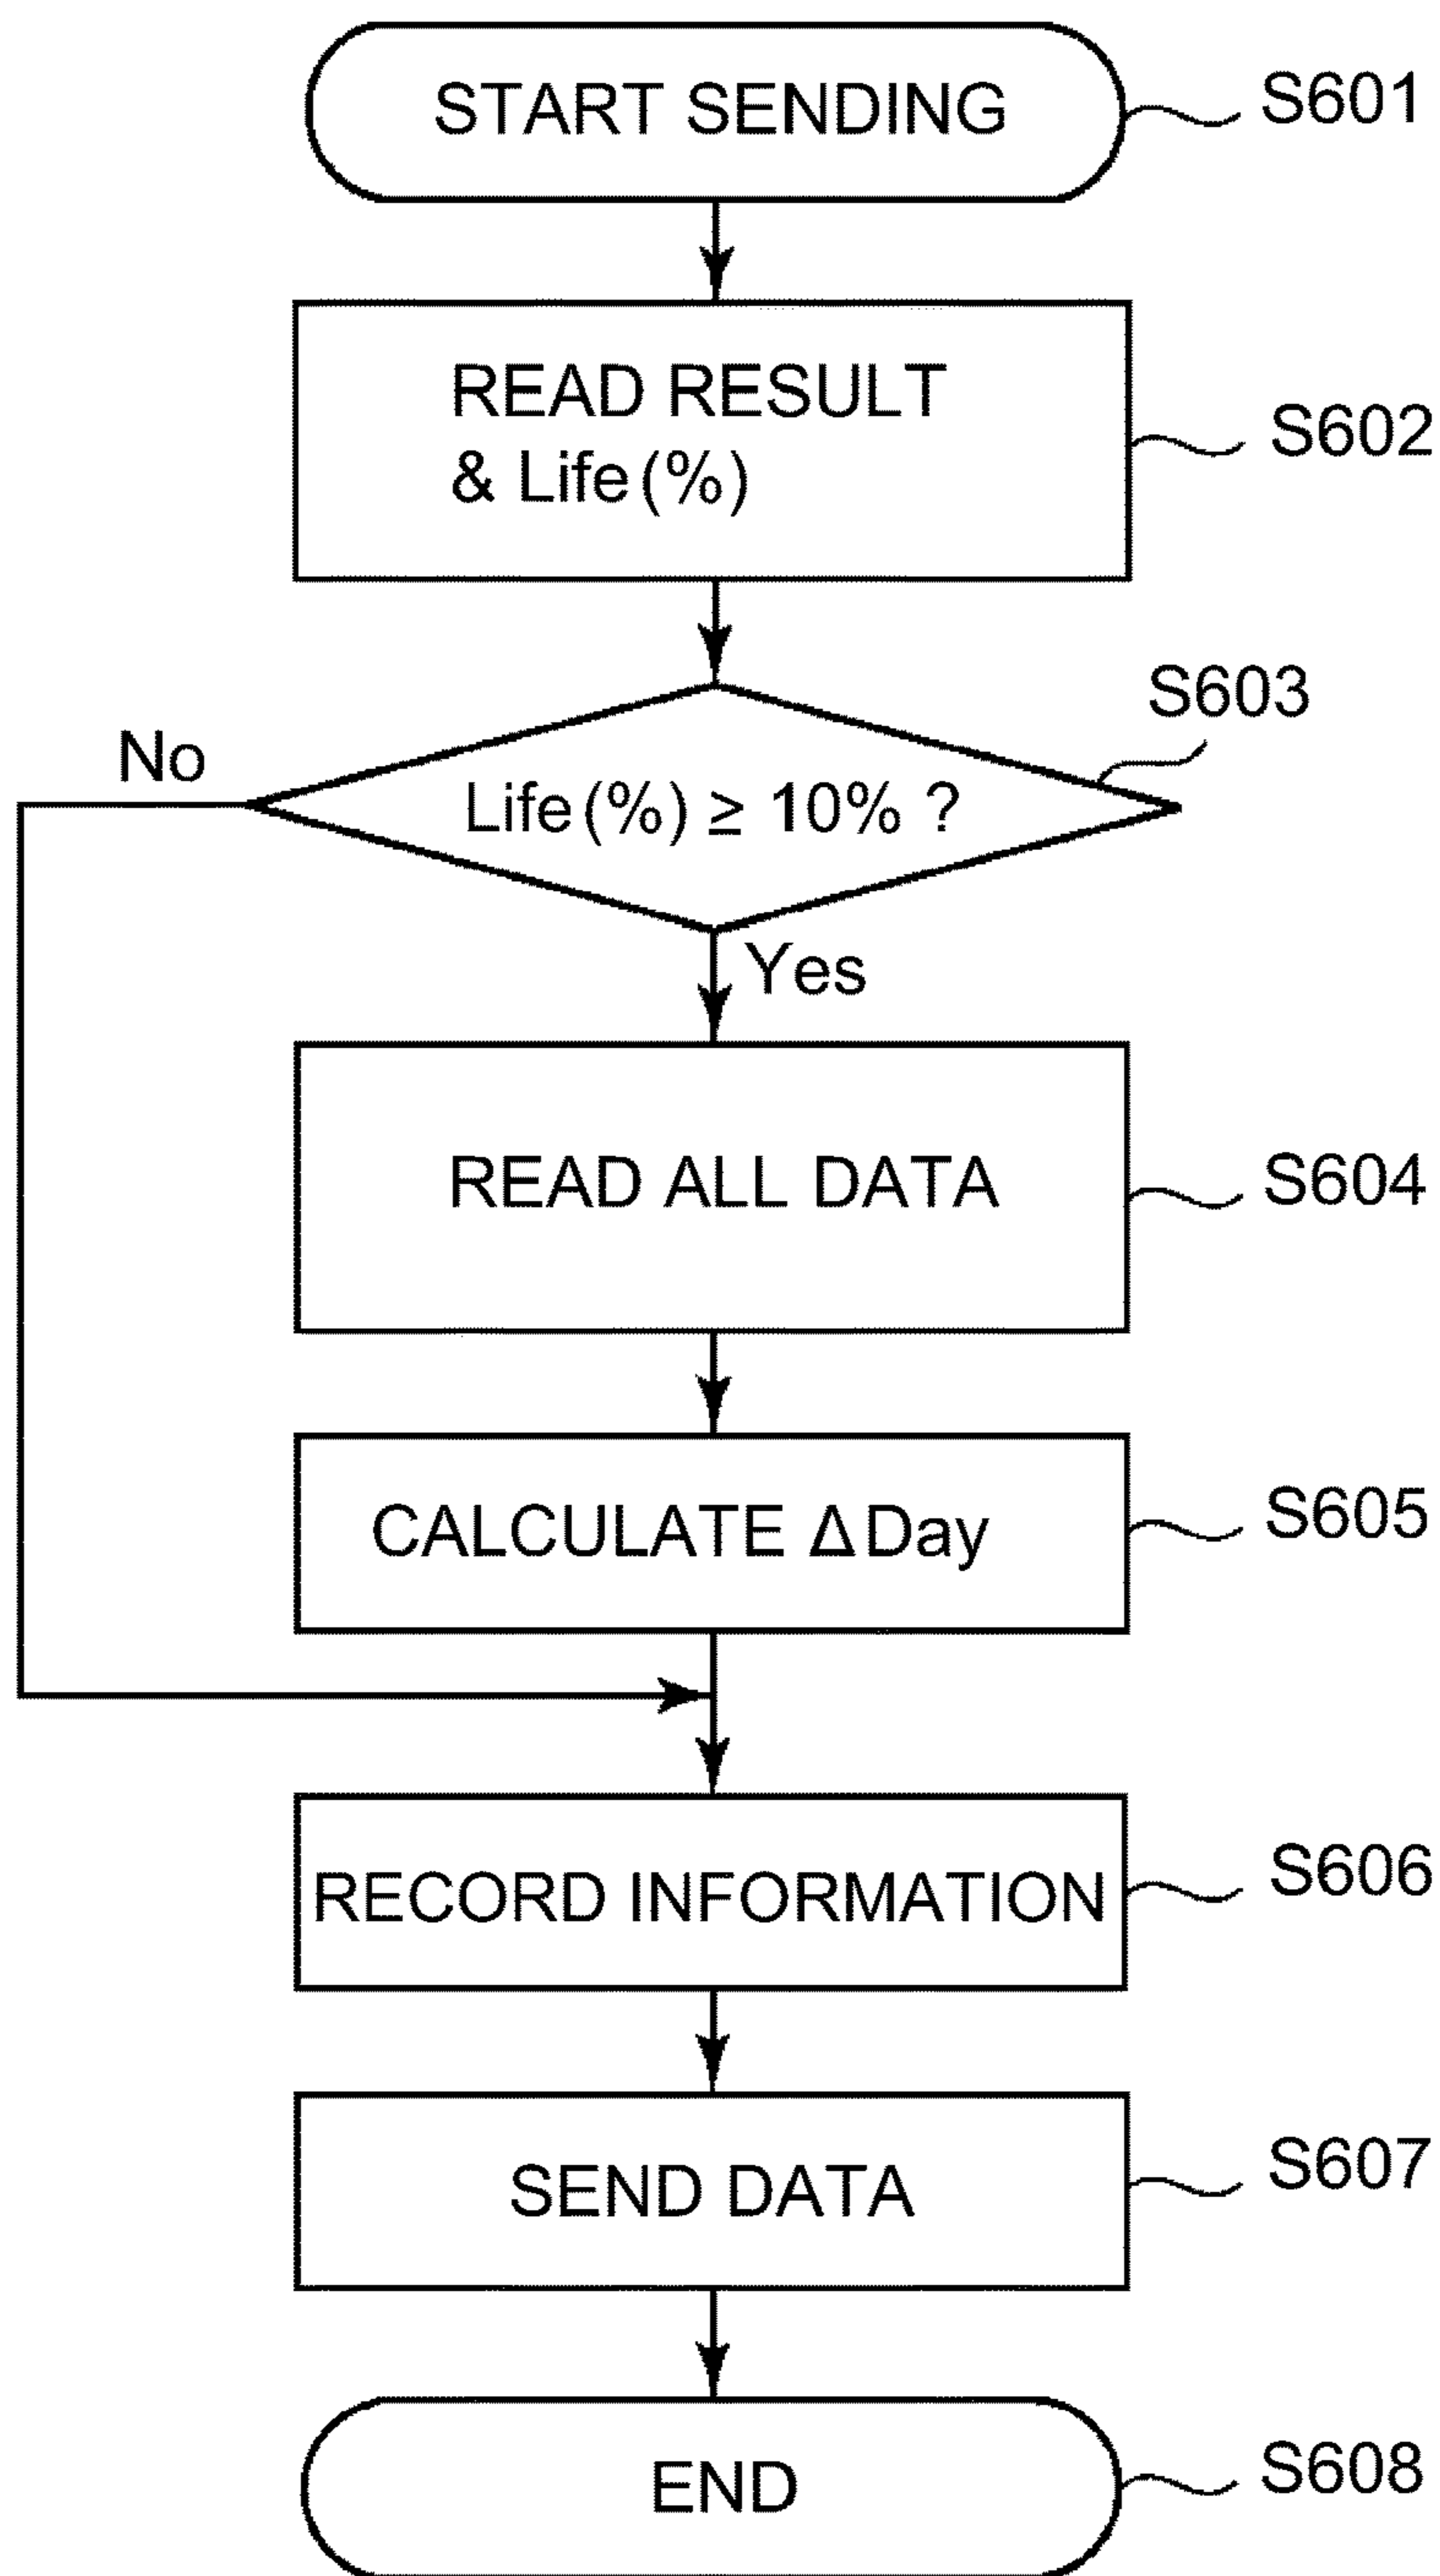 START SENDING
S601
READ RESULT
& Life (%)
S602
S603
No
Life (%) ≥ 10% ?
Yes
READ ALL DATA
S604
CALCULATE Δ Day
S605
RECORD INFORMATION
S606
SEND DATA
S607
END
S608